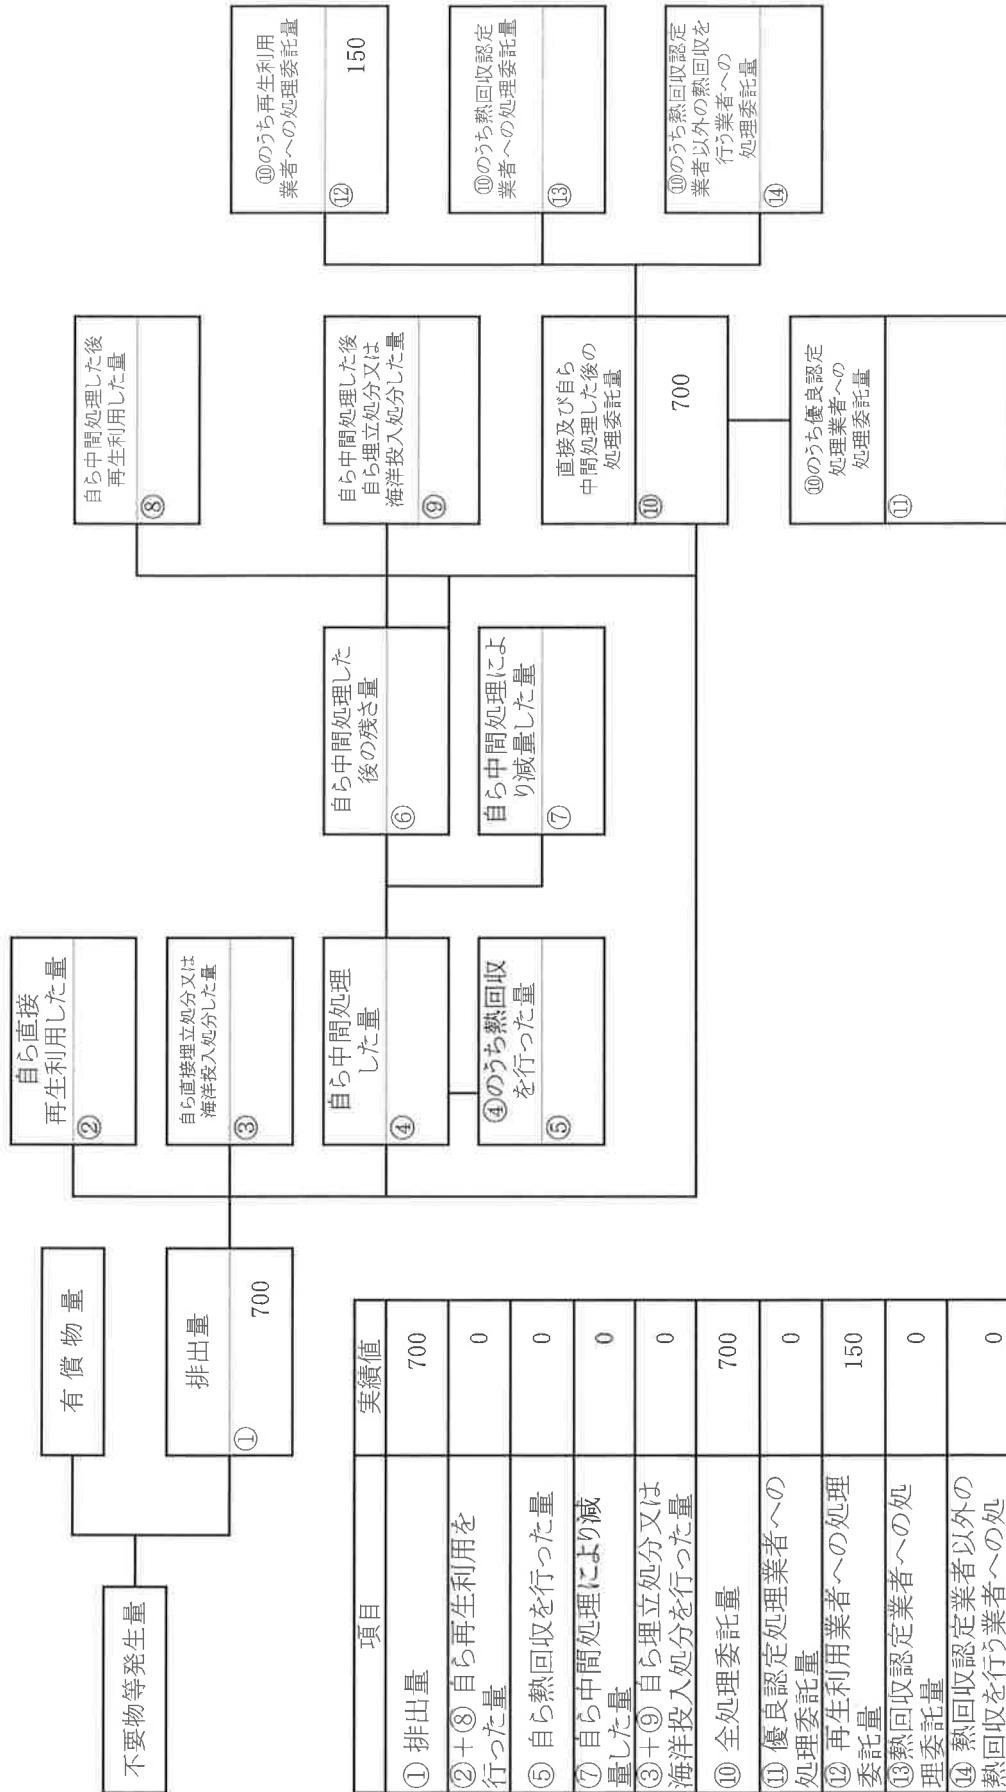 不要物等発生量
有 償 物 量
排出量
①
700
自ら直接
再生利用した量
②
自ら直接埋立処分又は
海洋投入処分した量
③
自ら中間処理
した量
④
④のうち熱回収
を行った量
⑤
自ら中間処理した
後の残さ量
⑥
自ら中間処理によ
り減量した量
⑦
自ら中間処理した後
再生利用した量
⑧
自ら中間処理した後
自ら埋立処分又は
海洋投入処分した量
⑨
直接及び自ら
中間処理した後の
処理委託量
⑩
700
⑩のうち優良認定
処理業者への
処理委託量
⑪
⑩のうち再生利用
業者への処理委託量
⑫
150
⑩のうち熱回収認定
業者への処理委託量
⑬
⑩のうち熱回収認定
業者以外の熱回収を
行う業者への
処理委託量
⑭
項目 実績値
① 排出量 700
②＋⑧ 自ら再生利用を
行った量 0
⑤ 自ら熱回収を行った量 0
⑦ 自ら中間処理により減
量した量 0
③＋⑨ 自ら埋立処分又は
海洋投入処分を行った量 0
⑩ 全処理委託量 700
⑪ 優良認定処理業者への
処理委託量 0
⑫ 再生利用業者への処理
委託量 150
⑬熱回収認定業者への処
理委託量 0
⑭ 熱回収認定業者以外の
熱回収を行う業者への処 0